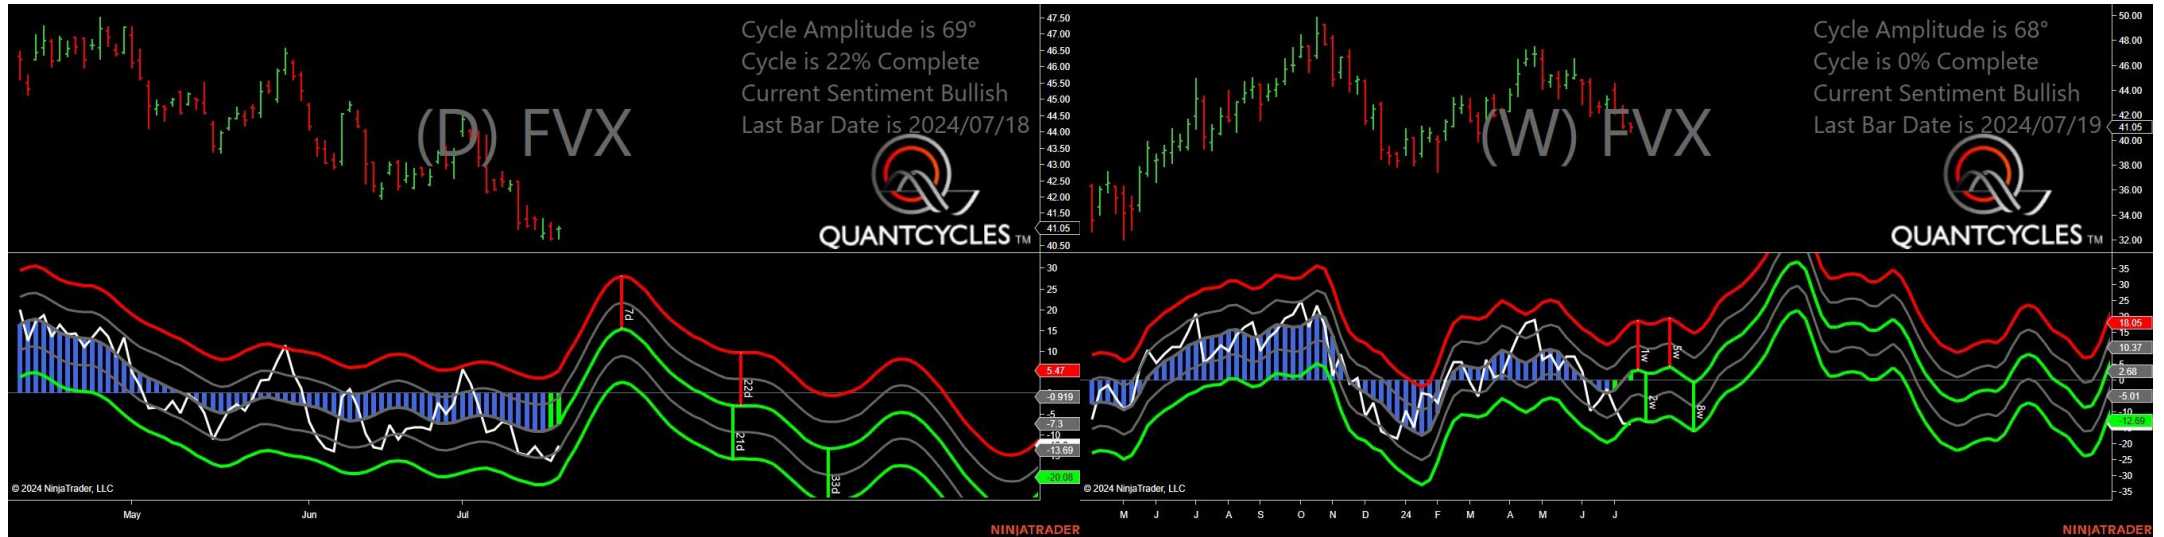 Cycle Amplitude is 69°
Cycle is 22% Complete
Current Sentiment Bullish
Last Bar Date is 2024/07/18
(D) FVX
QUANTCYCLES TM
47.50
47.00
46.50
46.00
45.50
45.00
44.50
44.00
43.50
43.00
42.50
42.00
41.50
41.05
40.50
30
25
20
15
10
5.47
0
-0.919
-5
-7.3
-10
-13.69
-20.08
7d
22d
21d
33d
© 2024 NinjaTrader, LLC
May
Jun
Jul
NINJATRADER
Cycle Amplitude is 68°
Cycle is 0% Complete
Current Sentiment Bullish
Last Bar Date is 2024/07/19
(W) FVX
QUANTCYCLES TM
50.00
48.00
46.00
44.00
42.00
41.05
40.00
38.00
36.00
34.00
32.00
35
30
25
20
18.05
15
10.37
5
2.68
0
-5.01
-10
-12.69
-20
-25
-30
-35
1w
5w
2w
8w
© 2024 NinjaTrader, LLC
M J J A S O N D 24 F M A M J J
NINJATRADER